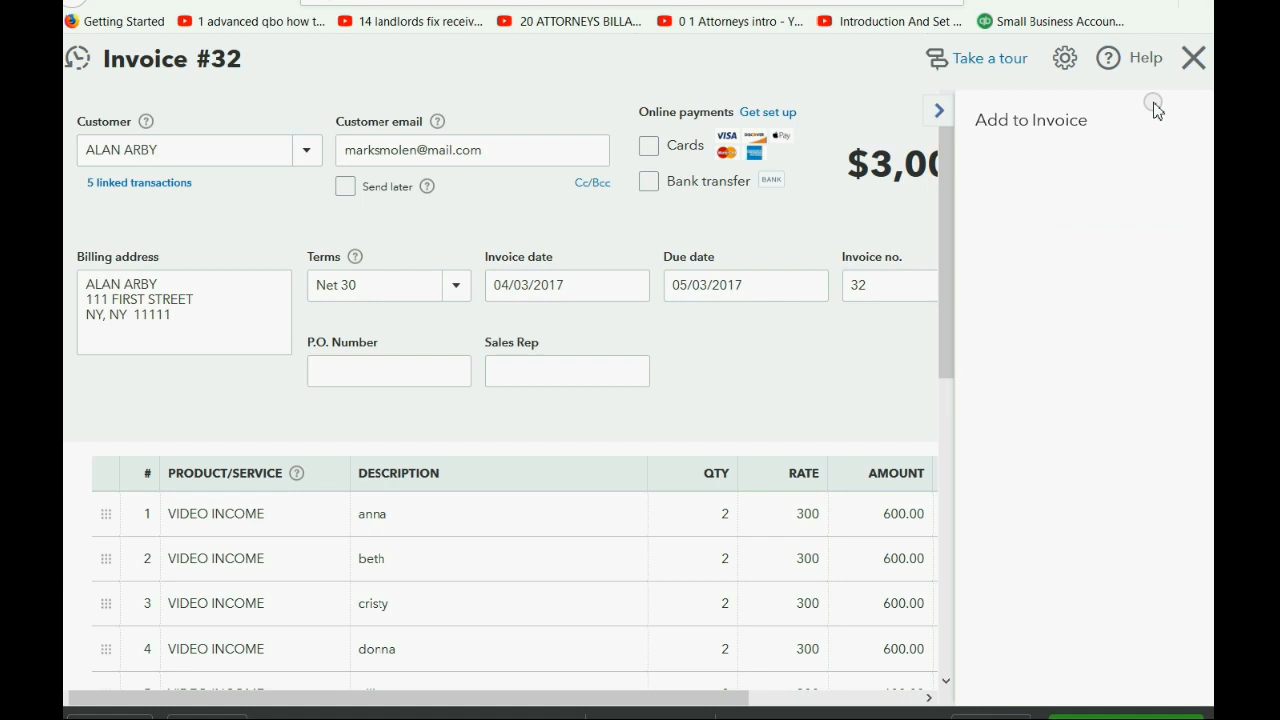 Getting Started
1 advanced qbo how t...
14 landlords fix receiv...
20 ATTORNEYS BILLA...
0 1 Attorneys intro - Y...
Introduction And Set ...
Small Business Accoun...
Invoice #32
Take a tour
Help
Customer
Customer email
Online payments Get set up
Add to Invoice
ALAN ARBY
marksmolen@mail.com
Cards
VISA
DISCOVER
Pay
$3,00
5 linked transactions
Send later
Cc/Bcc
Bank transfer
BANK
Billing address
Terms
Invoice date
Due date
Invoice no.
ALAN ARBY
111 FIRST STREET
NY, NY 11111
Net 30
04/03/2017
05/03/2017
32
P.O. Number
Sales Rep
# PRODUCT/SERVICE DESCRIPTION QTY RATE AMOUNT
1 VIDEO INCOME anna 2 300 600.00
2 VIDEO INCOME beth 2 300 600.00
3 VIDEO INCOME cristy 2 300 600.00
4 VIDEO INCOME donna 2 300 600.00